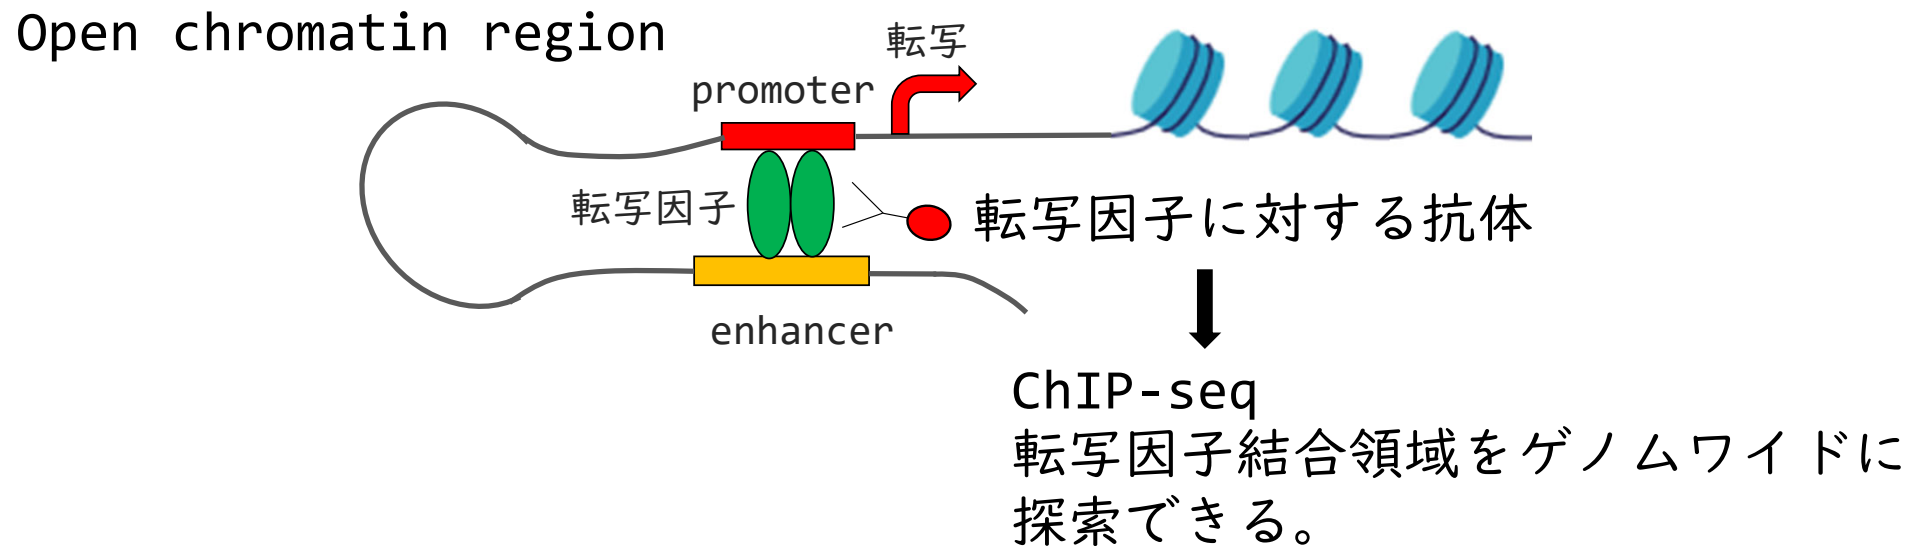 Open chromatin region
転写
promoter
転写因子
転写因子に対する抗体
enhancer
ChIP-seq
転写因子結合領域をゲノムワイドに
探索できる。